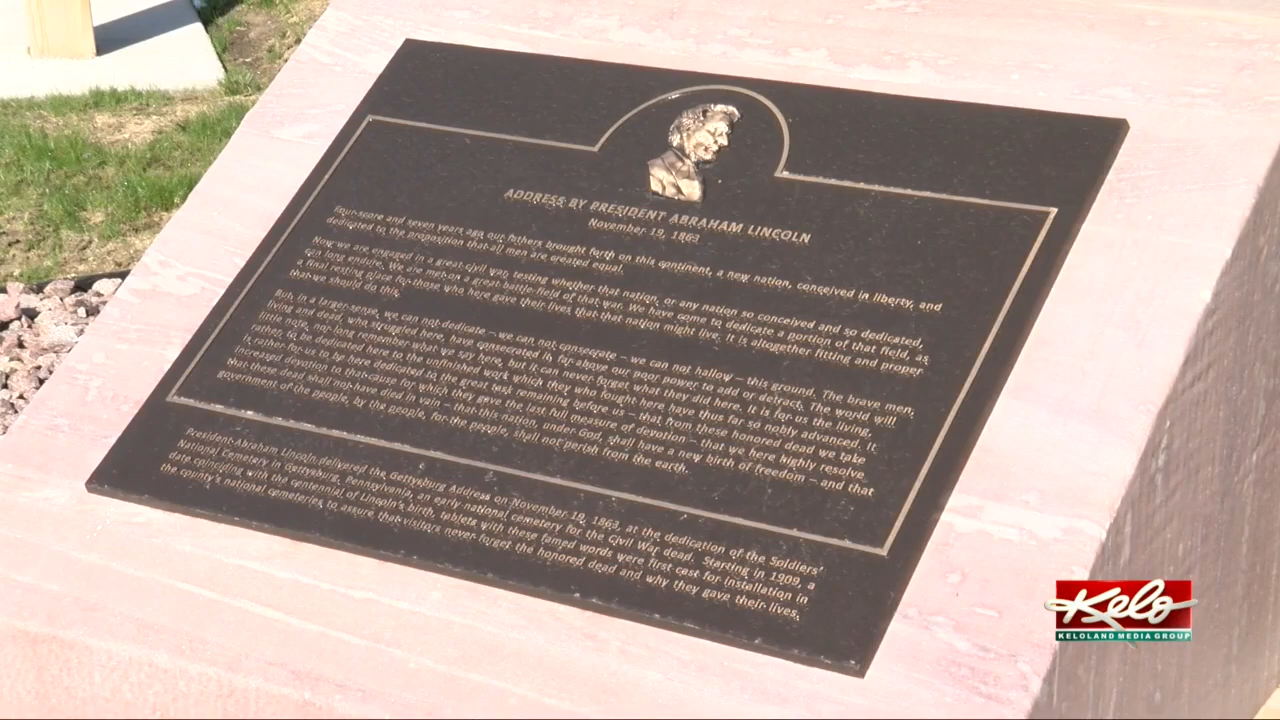 ADDRESS BY PRESIDENT ABRAHAM LINCOLN
November 19, 1863
Four score and seven years ago our fathers brought forth on this continent, a new nation, conceived in liberty, and
dedicated to the proposition that all men are created equal.
Now we are engaged in a great civil war, testing whether that nation, or any nation so conceived and so dedicated,
can long endure. We are met on a great battle-field of that war. We have come to dedicate a portion of that field, as
a final resting place for those who here gave their lives that that nation might live. It is altogether fitting and proper
that we should do this.
But, in a larger sense, we can not dedicate — we can not consecrate — we can not hallow — this ground. The brave men,
living and dead, who struggled here, have consecrated it, far above our poor power to add or detract. The world will
little note, nor long remember what we say here, but it can never forget what they did here. It is for us the living,
rather, to be dedicated here to the unfinished work which they who fought here have thus far so nobly advanced. It
is rather for us to be here dedicated to the great task remaining before us — that from these honored dead we take
increased devotion to that cause for which they gave the last full measure of devotion — that we here highly resolve
that these dead shall not have died in vain — that this nation, under God, shall have a new birth of freedom — and that
government of the people, by the people, for the people, shall not perish from the earth.
President Abraham Lincoln delivered the Gettysburg Address on November 19, 1863, at the dedication of the Soldiers'
National Cemetery in Gettysburg, Pennsylvania, an early national cemetery for the Civil War dead. Starting in 1909, a
date coinciding with the centennial of Lincoln's birth, tablets with these famed words were first cast for installation in
the county's national cemeteries, to assure that visitors never forget the honored dead and why they gave their lives.
Kelo
KELOLAND MEDIA GROUP